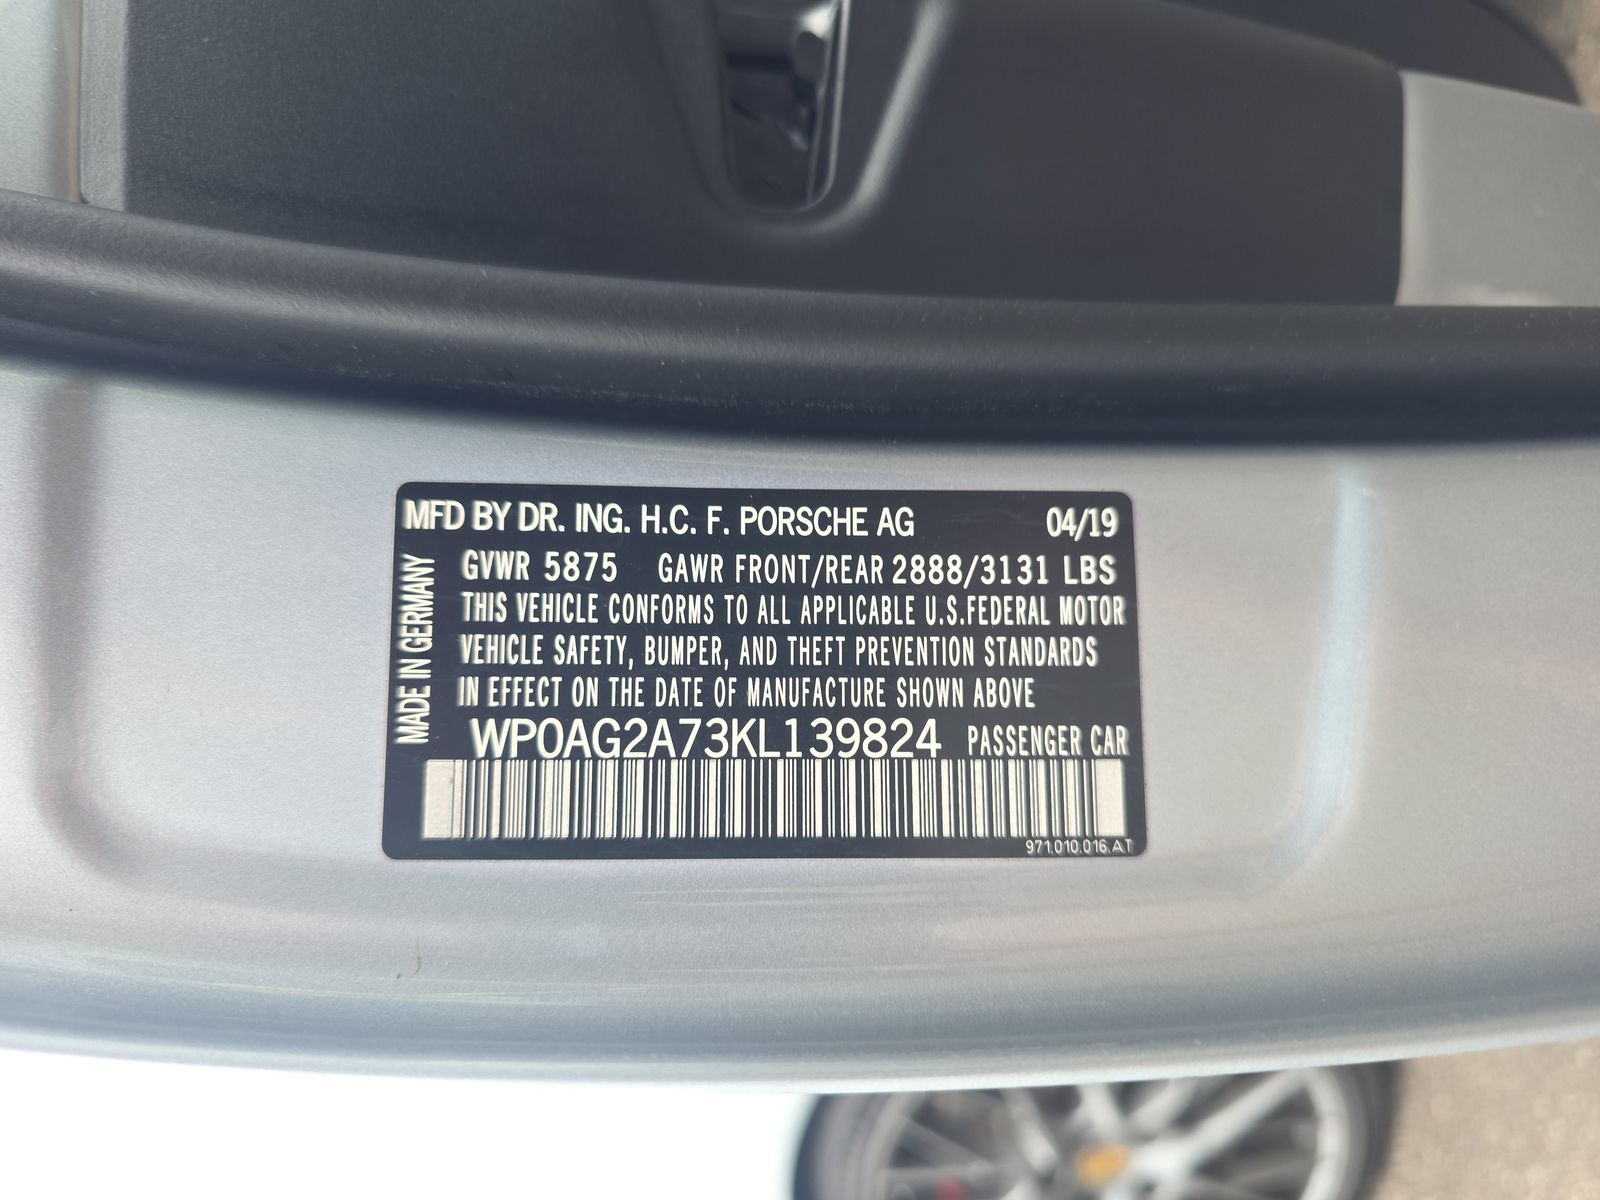 MFD BY DR. ING. H.C. F. PORSCHE AG 04/19
MADE IN GERMANY
GVWR 5875 GAWR FRONT/REAR 2888/3131 LBS
THIS VEHICLE CONFORMS TO ALL APPLICABLE U.S.FEDERAL MOTOR
VEHICLE SAFETY, BUMPER, AND THEFT PREVENTION STANDARDS
IN EFFECT ON THE DATE OF MANUFACTURE SHOWN ABOVE
WP0AG2A73KL139824 PASSENGER CAR
971.010.016.AT